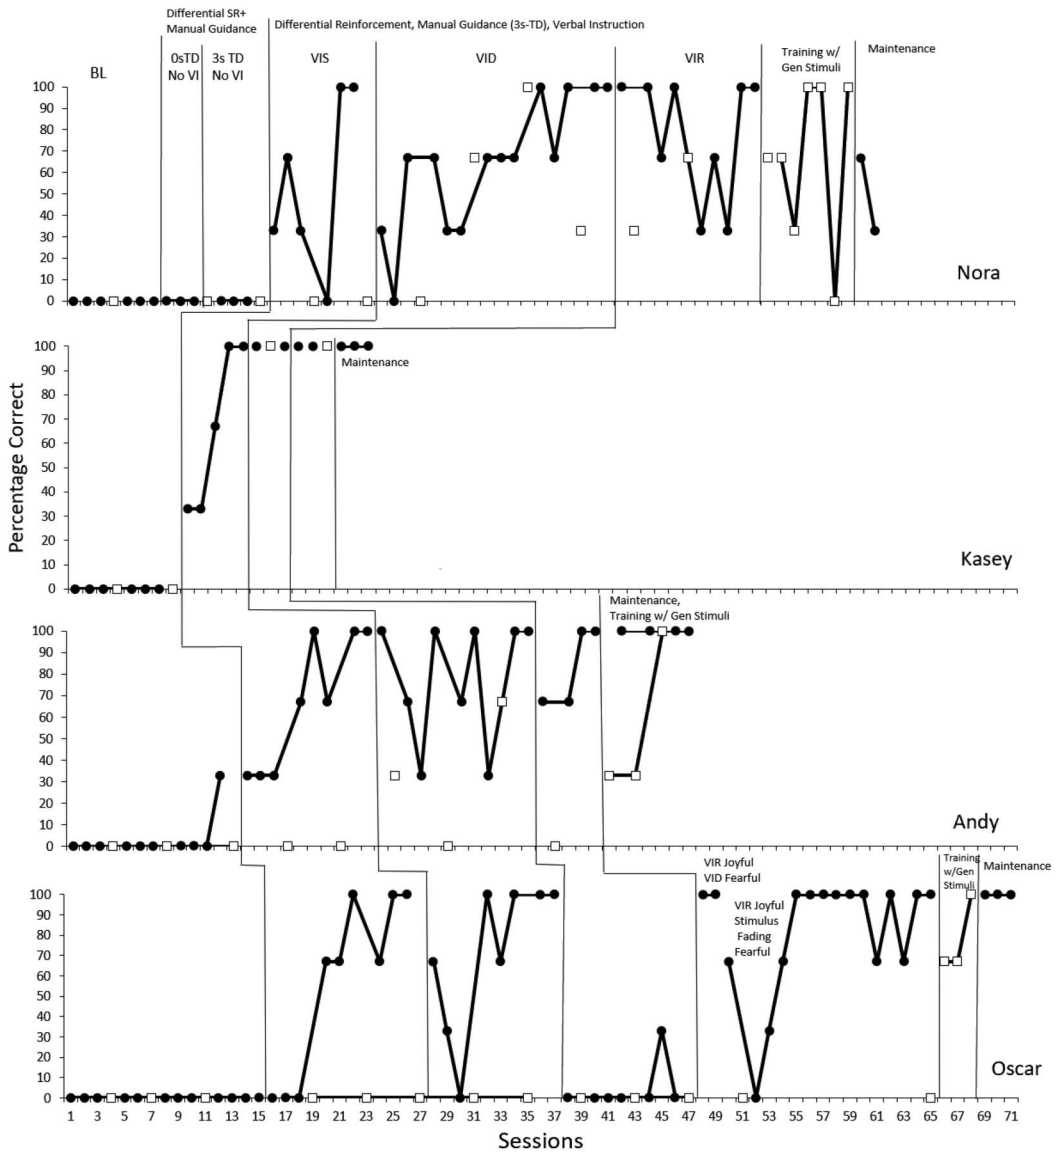 Differential SR+
Manual Guidance
Differential Reinforcement, Manual Guidance (3s-TD), Verbal Instruction
BL
0sTD
No VI
3s TD
No VI
VIS
VID
VIR
Training w/
Gen Stimuli
Maintenance
100
90
80
70
60
50
40
30
20
10
0
Nora
100
90
80
70
60
50
40
30
20
10
0
Maintenance
Kasey
Percentage Correct
Maintenance,
Training w/ Gen Stimuli
100
90
80
70
60
50
40
30
20
10
0
Andy
VIR Joyful
VID Fearful
VIR Joyful
Stimulus
Fading
Fearful
Training
w/Gen
Stimuli
Maintenance
100
90
80
70
60
50
40
30
20
10
0
Oscar
1 3 5 7 9 11 13 15 17 19 21 23 25 27 29 31 33 35 37 39 41 43 45 47 49 51 53 55 57 59 61 63 65 67 69 71
Sessions